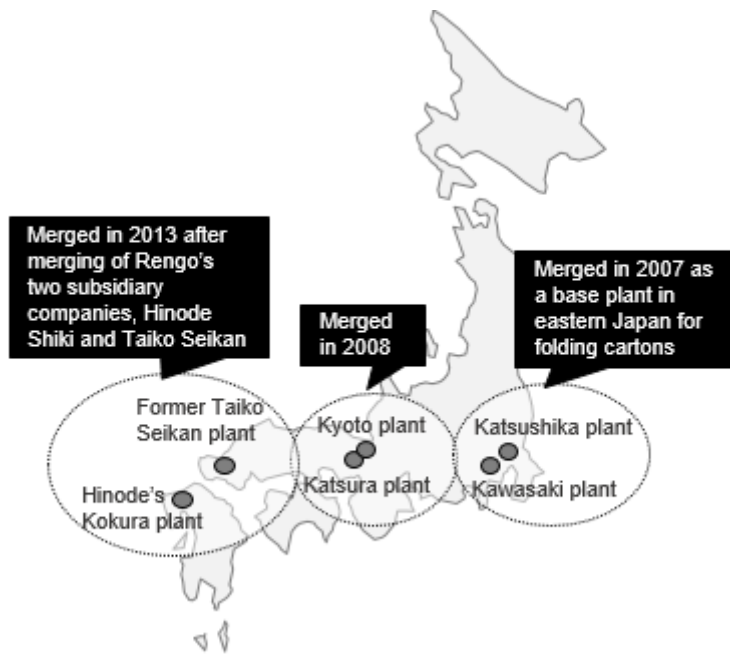 Merged in 2013 after
merging of Rengo's
two subsidiary
companies, Hinode
Shiki and Taiko Seikan
Merged
in 2008
Merged in 2007 as
a base plant in
eastern Japan for
folding cartons
Former Taiko
Seikan plant
Hinode's
Kokura plant
Kyoto plant
Katsura plant
Katsushika plant
Kawasaki plant